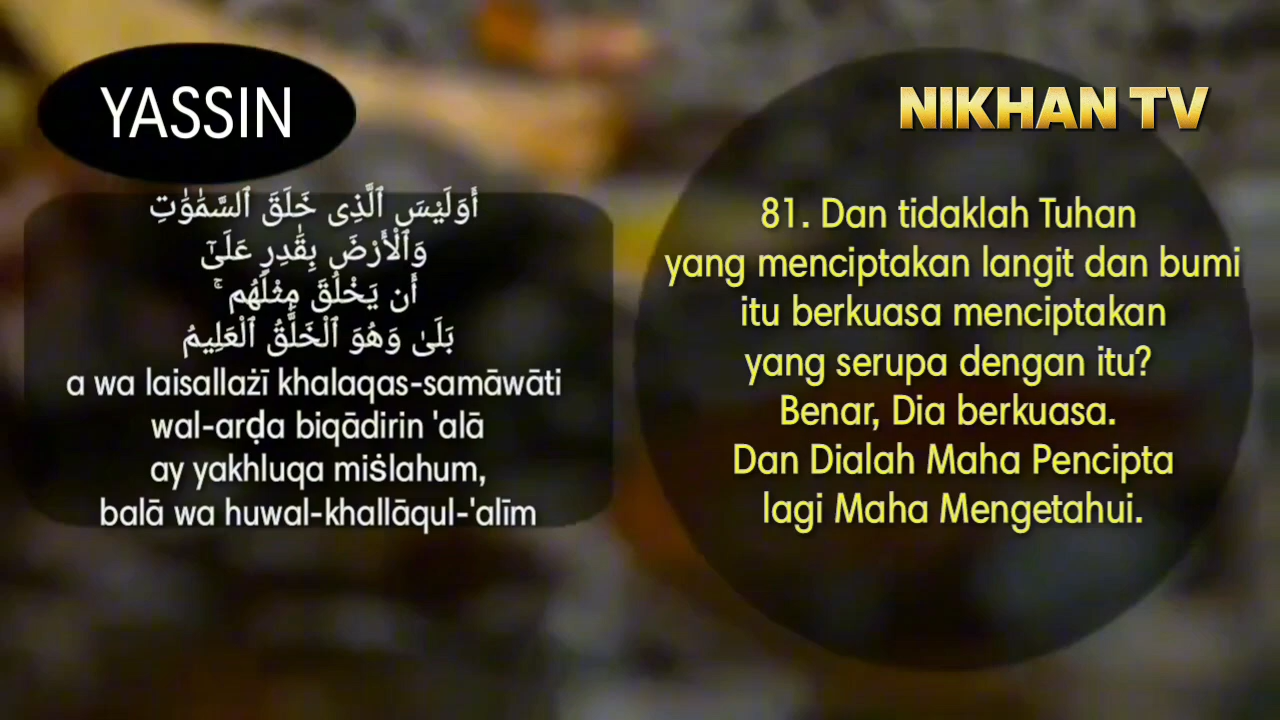 YASSIN
أَوَلَيْسَ ٱلَّذِى خَلَقَ ٱلسَّمَٰوَٰتِ
وَٱلْأَرْضَ بِقَٰدِرٍ عَلَىٰٓ
أَن يَخْلُقَ مِثْلَهُم ۚ
بَلَىٰ وَهُوَ ٱلْخَلَّٰقُ ٱلْعَلِيمُ
a wa laisallażī khalaqas-samāwāti
wal-arḍa biqādirin 'alā
ay yakhluqa miṡlahum,
balā wa huwal-khallāqul-'alīm
NIKHAN TV
81. Dan tidaklah Tuhan
yang menciptakan langit dan bumi
itu berkuasa menciptakan
yang serupa dengan itu?
Benar, Dia berkuasa.
Dan Dialah Maha Pencipta
lagi Maha Mengetahui.